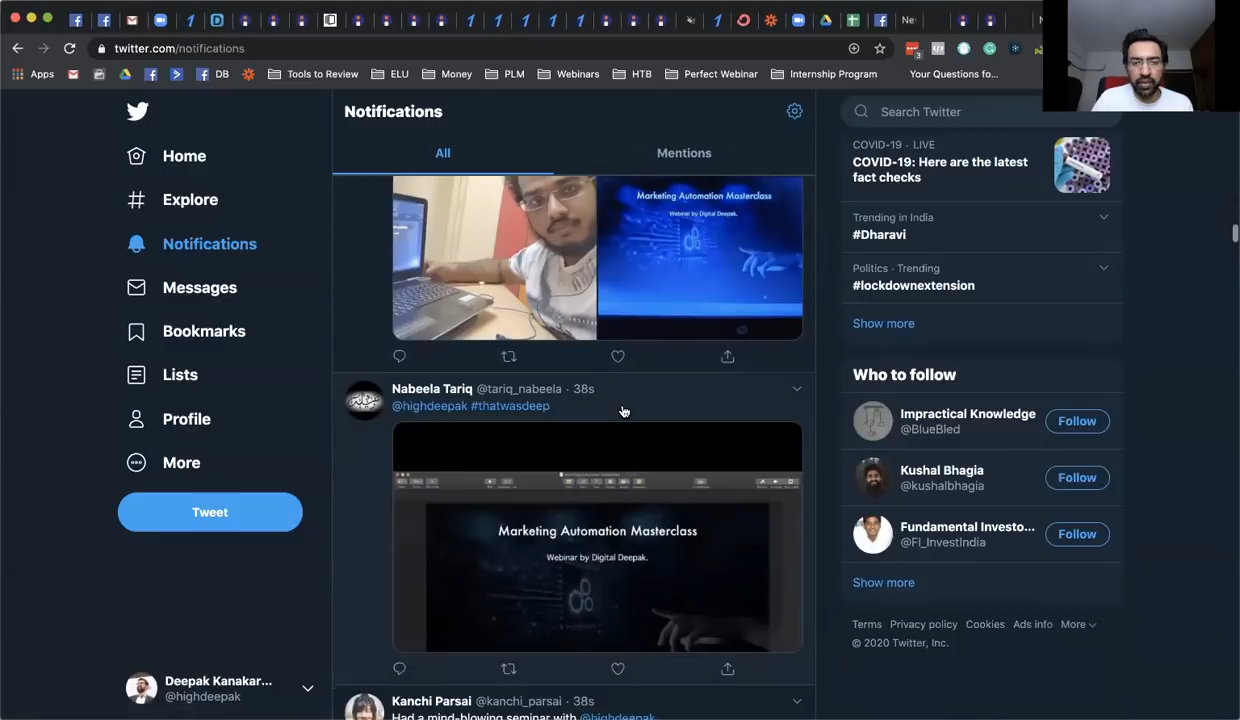 Ne
N
twitter.com/notifications
3
Apps
DB
Tools to Review
ELU
Money
PLM
Webinars
HTB
Perfect Webinar
Internship Program
Your Questions fo...
Home
Explore
Notifications
Messages
Bookmarks
Lists
Profile
More
Tweet
Deepak Kanakar...
@highdeepak
Notifications
All
Mentions
Marketing Automation Masterclass
Webinar by Digital Deepak.
Nabeela Tariq @tariq_nabeela · 38s
@highdeepak #thatwasdeep
Marketing Automation Masterclass
Webinar by Digital Deepak.
Kanchi Parsai @kanchi_parsai · 38s
Had a mind-blowing seminar with @highdeepak
Search Twitter
COVID-19 · LIVE
COVID-19: Here are the latest
fact checks
Trending in India
#Dharavi
Politics · Trending
#lockdownextension
Show more
Who to follow
Impractical Knowledge
@BlueBled
Follow
Kushal Bhagia
@kushalbhagia
Follow
Fundamental Investo...
@FI_InvestIndia
Follow
Show more
Terms Privacy policy Cookies Ads info More
© 2020 Twitter, Inc.